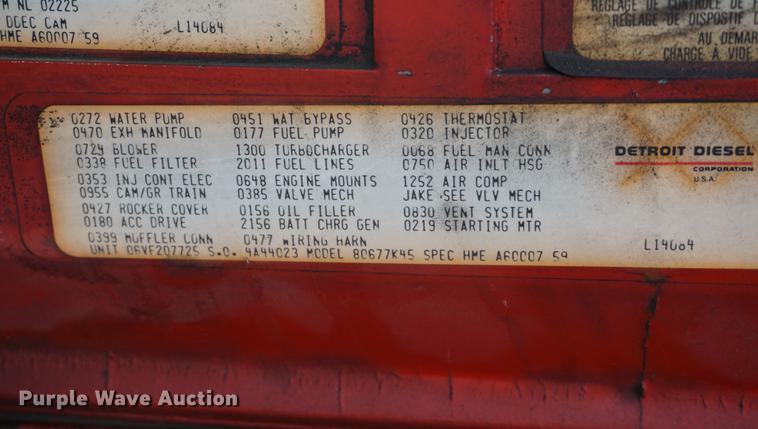 M NL 02225
DDEC CAM
HME A60007 59
L14084
REGLAGE DE CONTROLE DE
REGLAGE DE DISPOSTIF D
AU DEMAR
CHARGE À VIDE
0272 WATER PUMP 0451 WAT BYPASS 0426 THERMOSTAT
0470 EXH MANIFOLD 0177 FUEL PUMP 0320 INJECTOR
0729 BLOWER 1300 TURBOCHARGER 0068 FUEL MAN CONN
0338 FUEL FILTER 2011 FUEL LINES 0750 AIR INLT HSG
0353 INJ CONT ELEC 0648 ENGINE MOUNTS 1252 AIR COMP
0955 CAM/GR TRAIN 0385 VALVE MECH JAKE-SEE VLV MECH
0427 ROCKER COVER 0156 OIL FILLER 0830 VENT SYSTEM
0180 ACC DRIVE 2156 BATT CHRG GEN 0219 STARTING MTR
0399 MUFFLER CONN 0477 WIRING HARN
UNIT 06VF207725 S.O. 4A44023 MODEL 80677K45 SPEC HME A60007 59
DETROIT DIESEL
CORPORATION
U.S.A.
L14084
Purple Wave Auction